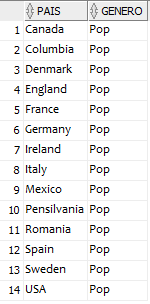 PAIS GENERO
1 Canada Pop
2 Columbia Pop
3 Denmark Pop
4 England Pop
5 France Pop
6 Germany Pop
7 Ireland Pop
8 Italy Pop
9 Mexico Pop
10 Pensilvania Pop
11 Romania Pop
12 Spain Pop
13 Sweden Pop
14 USA Pop